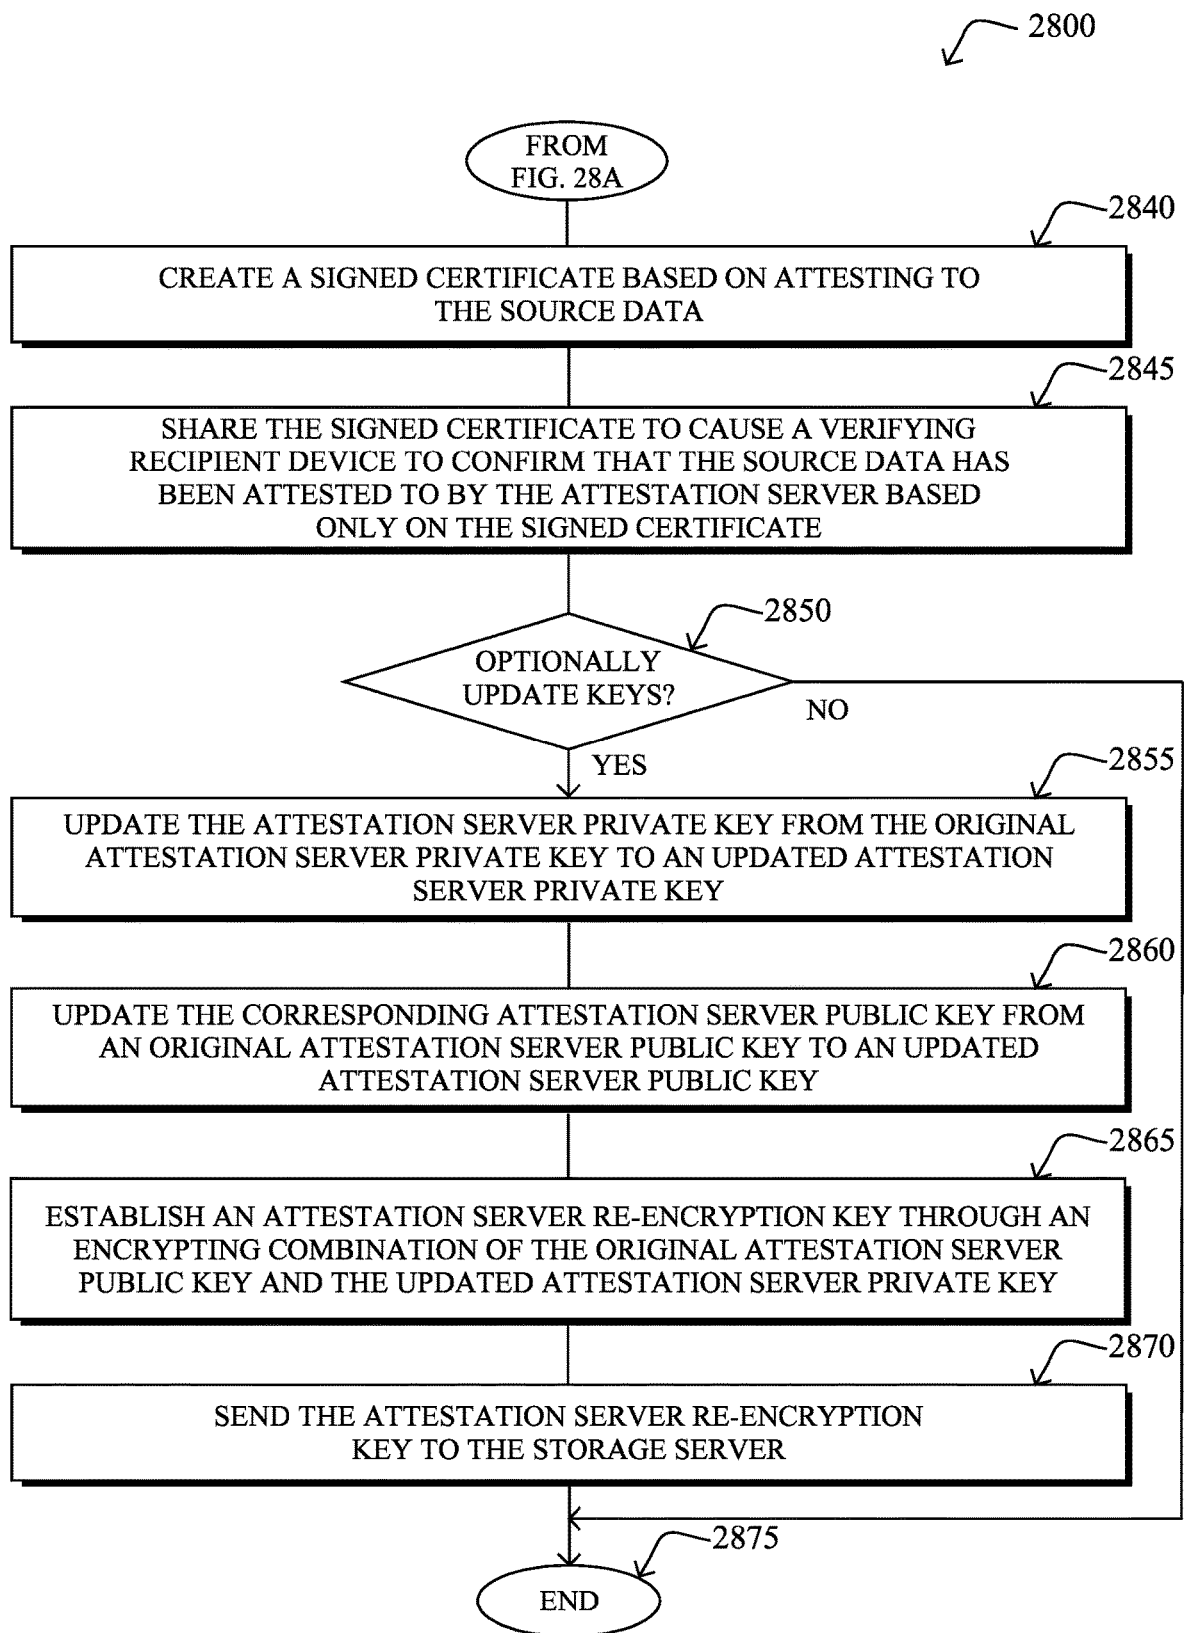 2800
FROM
FIG. 28A
2840
CREATE A SIGNED CERTIFICATE BASED ON ATTESTING TO
THE SOURCE DATA
2845
SHARE THE SIGNED CERTIFICATE TO CAUSE A VERIFYING
RECIPIENT DEVICE TO CONFIRM THAT THE SOURCE DATA HAS
BEEN ATTESTED TO BY THE ATTESTATION SERVER BASED
ONLY ON THE SIGNED CERTIFICATE
2850
OPTIONALLY
UPDATE KEYS?
NO
YES
2855
UPDATE THE ATTESTATION SERVER PRIVATE KEY FROM THE ORIGINAL
ATTESTATION SERVER PRIVATE KEY TO AN UPDATED ATTESTATION
SERVER PRIVATE KEY
2860
UPDATE THE CORRESPONDING ATTESTATION SERVER PUBLIC KEY FROM
AN ORIGINAL ATTESTATION SERVER PUBLIC KEY TO AN UPDATED
ATTESTATION SERVER PUBLIC KEY
2865
ESTABLISH AN ATTESTATION SERVER RE-ENCRYPTION KEY THROUGH AN
ENCRYPTING COMBINATION OF THE ORIGINAL ATTESTATION SERVER
PUBLIC KEY AND THE UPDATED ATTESTATION SERVER PRIVATE KEY
2870
SEND THE ATTESTATION SERVER RE-ENCRYPTION
KEY TO THE STORAGE SERVER
2875
END